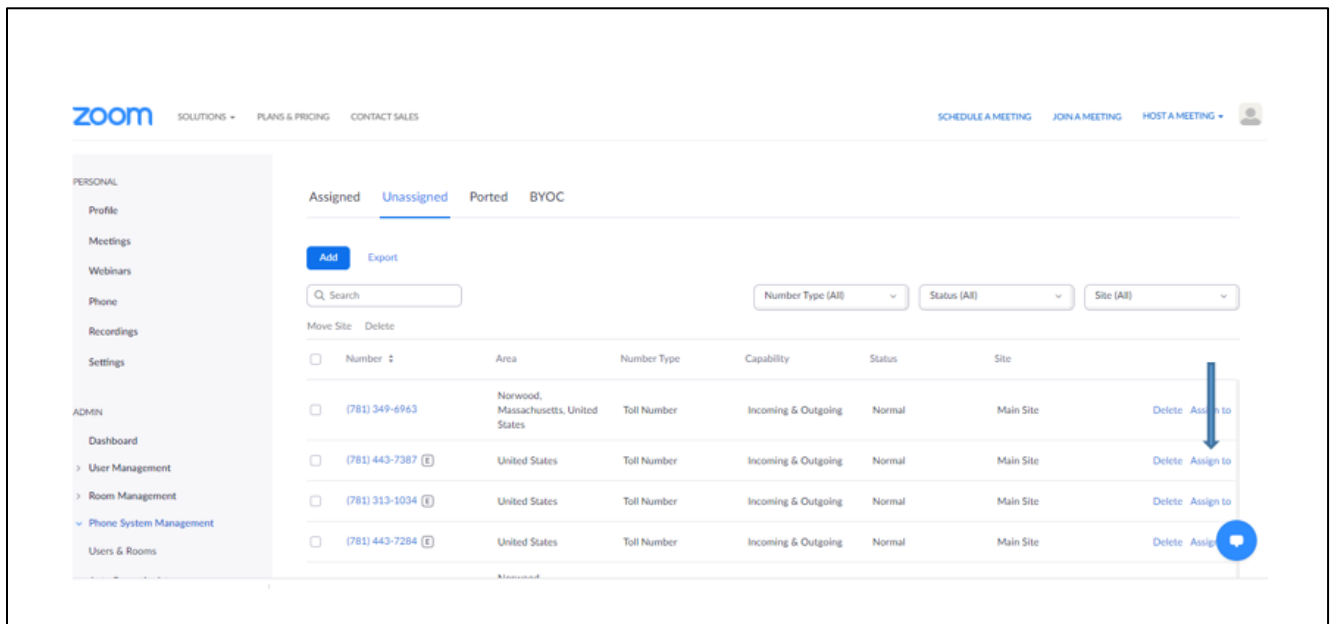 zoom SOLUTIONS PLANS & PRICING CONTACT SALES SCHEDULE A MEETING JOIN A MEETING HOST A MEETING
PERSONAL
Profile
Meetings
Webinars
Phone
Recordings
Settings
ADMIN
Dashboard
User Management
Room Management
Phone System Management
Users & Rooms
Assigned Unassigned Ported BYOC
Add Export
Search Number Type (All) Status (All) Site (All)
Move Site Delete
Number Area Number Type Capability Status Site
(781) 349-6963 Norwood, Massachusetts, United States Toll Number Incoming & Outgoing Normal Main Site Delete Assign to
(781) 443-7387 E United States Toll Number Incoming & Outgoing Normal Main Site Delete Assign to
(781) 313-1034 E United States Toll Number Incoming & Outgoing Normal Main Site Delete Assign to
(781) 443-7284 E United States Toll Number Incoming & Outgoing Normal Main Site Delete
Norwood